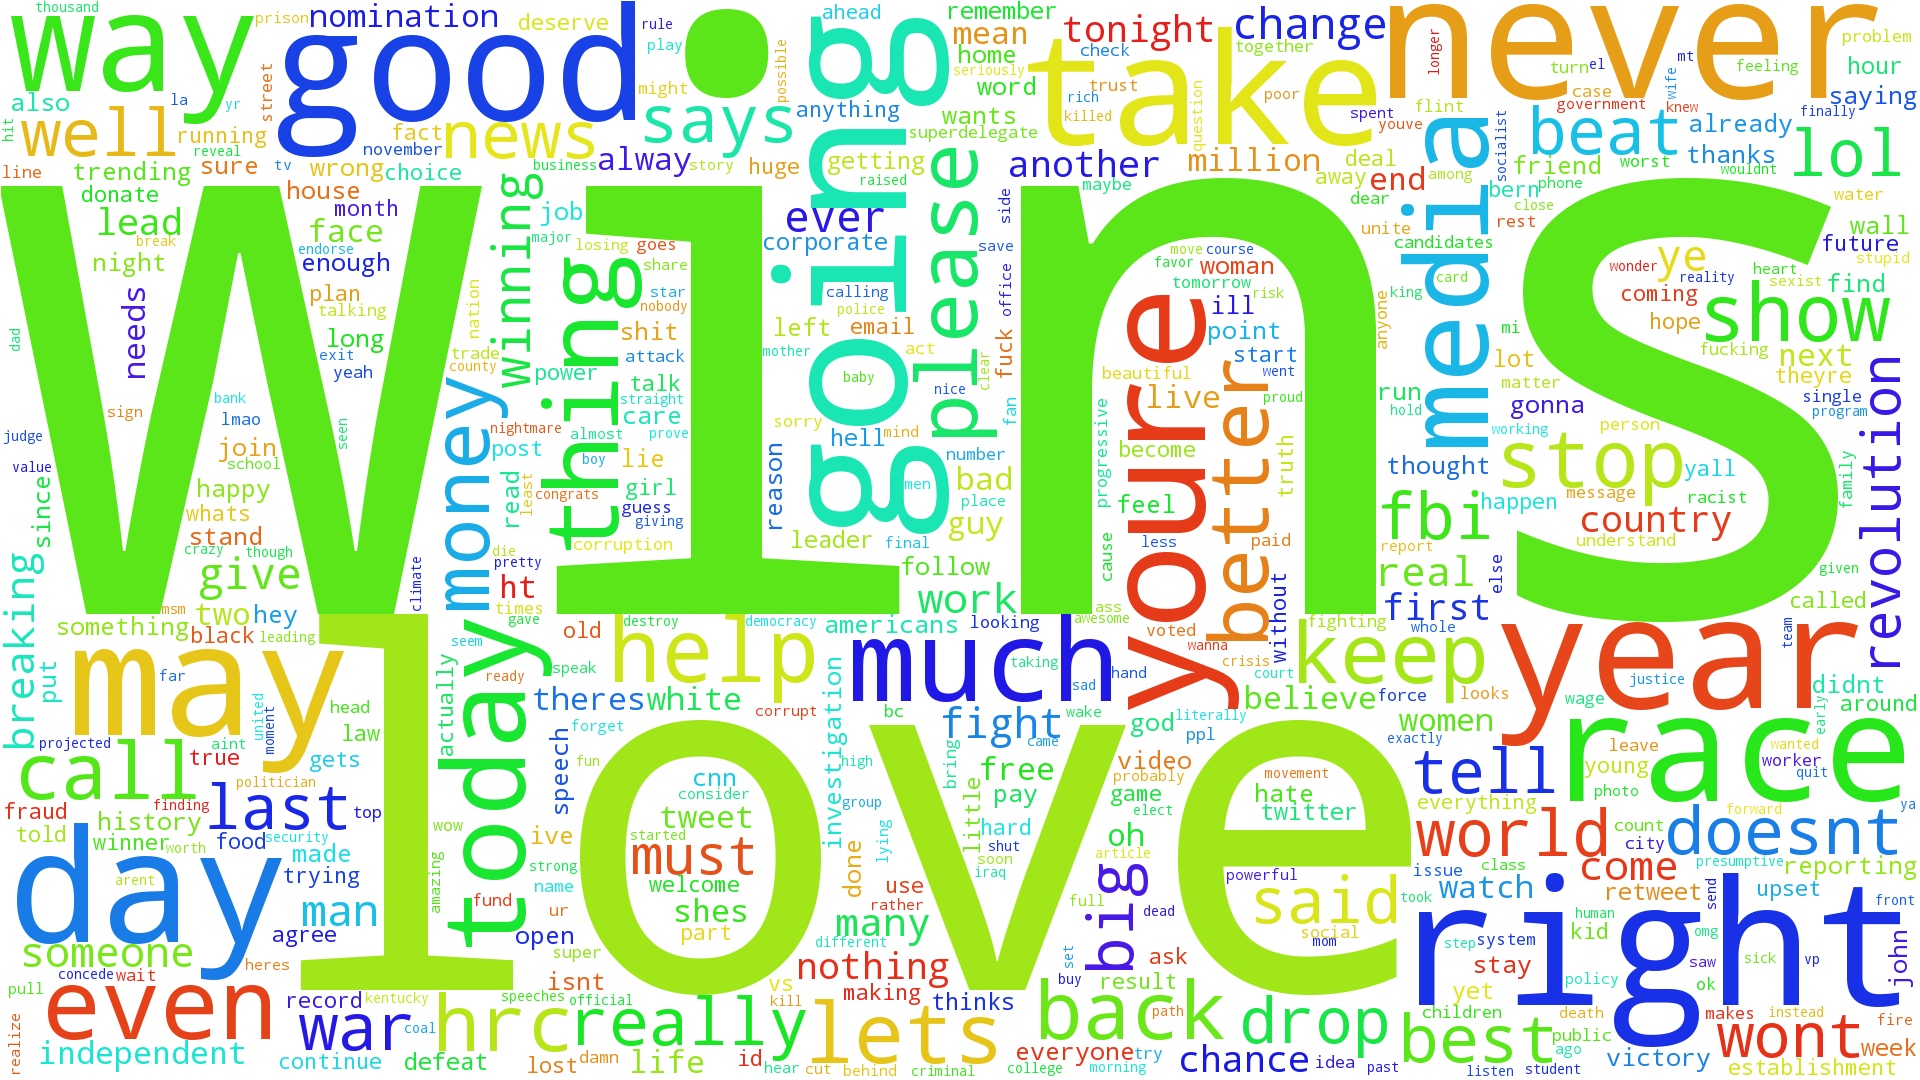 way
thousand
prison
nomination
deserve
rule
ahead
remember
tonight
change
never
problem
good
•
play
possible
going
mean
home
seriously
word
take
check
trust
together
longer
turn
el
mt
feeling
hour
also
la
yr
street
might
says
anything
wants
rich
killed
poor
question
spent
youve
flint
case
government
wife
knew
saying
finally
hit
well
running
reveal
fact
november
news
superdelegate
beat
already
lol
line
trending
sure
tv
wrong
choice
business
alway
story
huge
getting
raised
please
another
million
deal
away
among
media
socialist
friend
worst
thanks
wouldnt
donate
house
month
winning
job
major
ever
maybe
dear
end
bern
phone
close
rest
water
lead
break
face
endorse
losing
goes
corporate
side
save
unite
candidates
wall
future
stupid
night
enough
nation
share
move
course
favor
woman
tomorrow
wonder
ye
reality
heart
sexist
find
Wins
needs
plan
talking
thing
star
nobody
calling
police
office
risk
ill
card
king
coming
hope
show
dad
long
shit
left
email
point
anyone
mi
fucking
exit
yeah
trade
county
power
attack
mother
act
fuck
start
went
lot
next
theyre
baby
nice
clear
beautiful
matter
single
program
bank
sign
lmao
money
talk
straight
care
fan
live
proud
run
hold
gonna
judge
seen
join
nightmare
almost
prove
sorry
hell
mind
youre
better
working
person
stop
value
school
post
boy
lie
reason
number
progressive
become
truth
thought
yall
revolution
since
happy
whats
read
least
congrats
girl
guess
giving
men
bad
place
feel
happen
message
racist
family
stand
crazy
though
corruption
leader
final
guy
less
paid
fbi
country
understand
report
breaking
give
climate
die
pretty
ht
follow
cause
real
else
given
msm
two
hey
times
gave
work
ass
without
first
called
something
black
leading
today
old
destroy
democracy
americans
looking
awesome
voted
wanna
fighting
whole
team
may
seem
help
much
keep
year
put
far
actually
ready
speak
taking
sad
hand
crisis
court
looks
wage
justice
didnt
united
moment
head
theres
white
investigation
corrupt
believe
force
early
around
projected
law
forget
bc
fight
wake
god
literally
ppl
women
call
true
aint
gets
speech
love
came
exactly
race
leave
wanted
worker
quit
politician
fun
cnn
high
bring
free
video
probably
movement
tell
young
fraud
finding
last
top
consider
group
pay
game
hate
everything
photo
forward
ya
told
history
wow
ive
tweet
little
elect
twitter
world
count
city
doesnt
winner
worth
food
security
started
lying
hard
shut
oh
article
class
day
arent
made
trying
amazing
strong
must
done
soon
iraq
powerful
issue
come
presumptive
reporting
name
welcome
use
big
said
took
watch
retweet
upset
man
fund
ur
shes
rather
full
dead
send
front
someone
agree
open
part
many
social
right
human
omg
heres
super
different
mom
step
system
kid
john
concede
wait
isnt
nothing
set
ask
stay
saw
sick
vp
pull
even
record
kentucky
speeches
official
vs
making
thinks
buy
result
yet
policy
ok
hrc
really
kill
lets
back
path
drop
children
death
makes
instead
fire
realize
war
coal
best
public
wont
independent
continue
defeat
lost
damn
life
id
everyone
try
chance
idea
ago
victory
week
hear
cut
behind
criminal
college
morning
past
listen
student
establishment